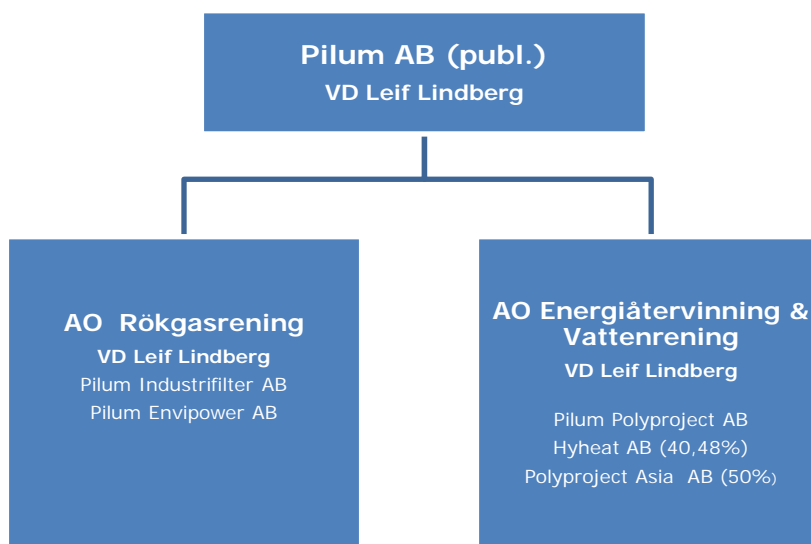 Pilum AB (publ.)
VD Leif Lindberg
AO Rökgasrening
VD Leif Lindberg
Pilum Industrifilter AB
Pilum Envipower AB
AO Energiåtervinning &
Vattenrening
VD Leif Lindberg
Pilum Polyproject AB
Hyheat AB (40,48%)
Polyproject Asia AB (50%)